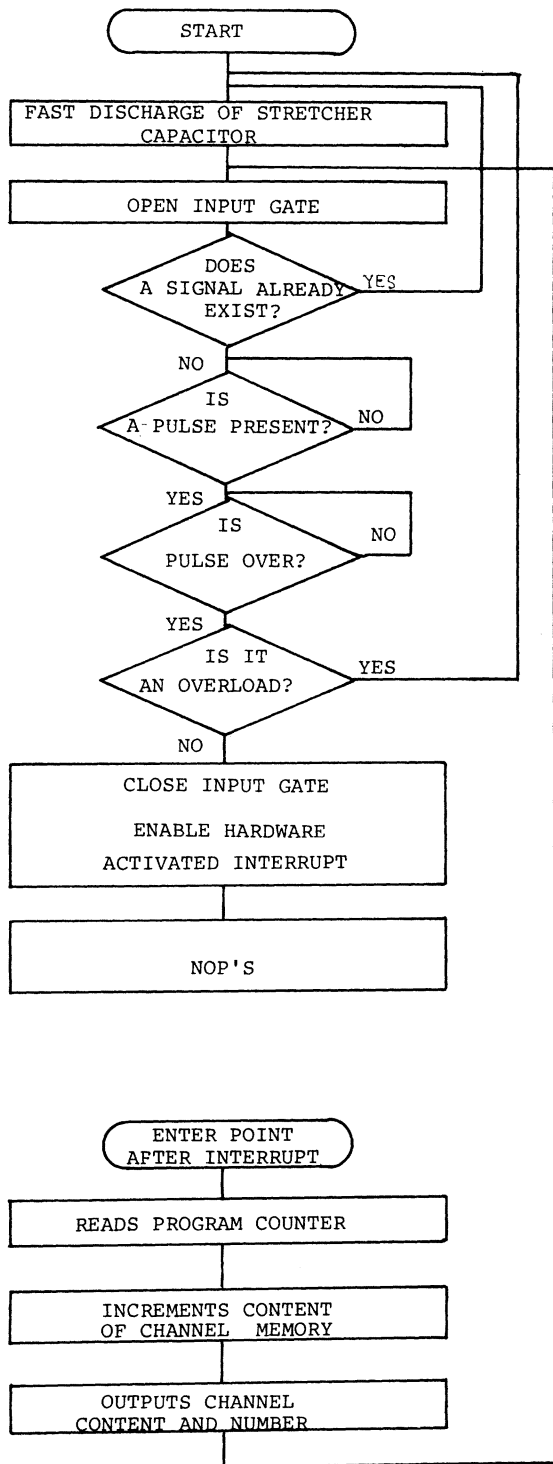 START
FAST DISCHARGE OF STRETCHER
CAPACITOR
OPEN INPUT GATE
DOES
A SIGNAL ALREADY
EXIST?
YES
NO
IS
A PULSE PRESENT?
NO
YES
IS
PULSE OVER?
NO
YES
IS IT
AN OVERLOAD?
YES
NO
CLOSE INPUT GATE
ENABLE HARDWARE
ACTIVATED INTERRUPT
NOP'S
ENTER POINT
AFTER INTERRUPT
READS PROGRAM COUNTER
INCREMENTS CONTENT
OF CHANNEL MEMORY
OUTPUTS CHANNEL
CONTENT AND NUMBER